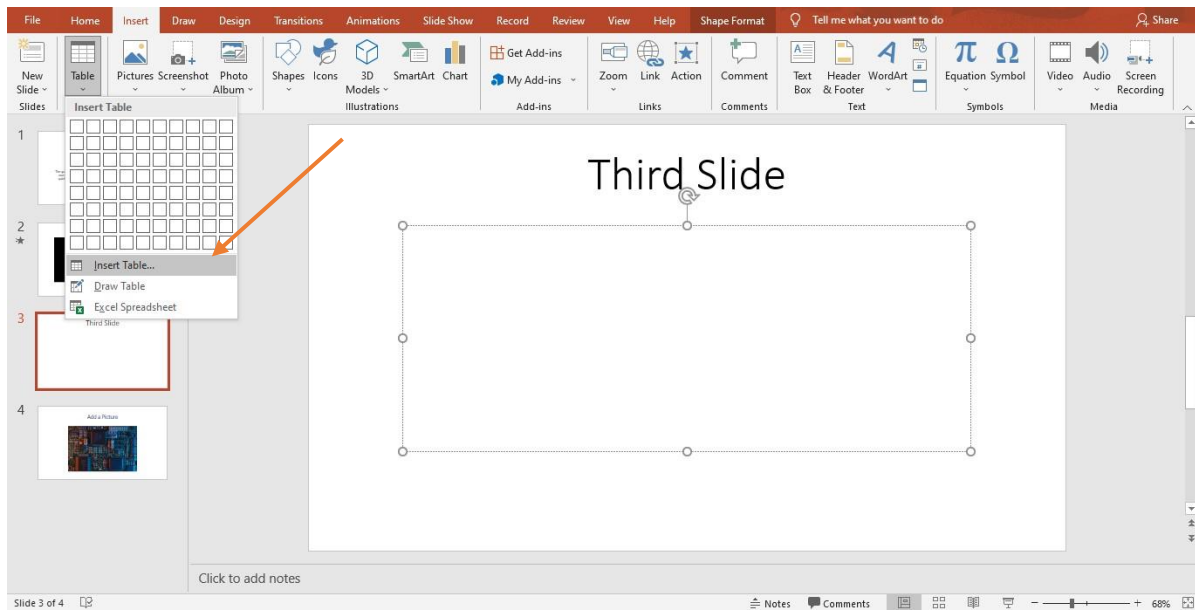 File Home Insert Draw Design Transitions Animations Slide Show Record Review View Help Shape Format Tell me what you want to do Share
New Slide
Table
Pictures
Screenshot
Photo Album
Shapes
Icons
3D Models
SmartArt
Chart
Get Add-ins
My Add-ins
Zoom
Link
Action
Comment
Text Box
Header & Footer
WordArt
Equation
Symbol
Video
Audio
Screen Recording
Slides Illustrations Add-ins Links Comments Text Symbols Media
Insert Table
Insert Table...
Draw Table
Excel Spreadsheet
1
2
3
Third Slide
4
Add a Picture
Third Slide
Click to add notes
Slide 3 of 4 Notes Comments 68%